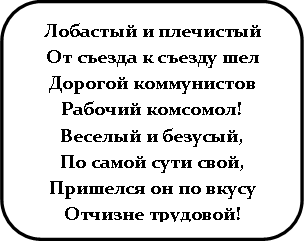 Лобастый и плечистый
От съезда к съезду шел
Дорогой коммунистов
Рабочий комсомол!
Веселый и безусый,
По самой сути свой,
Пришелся он по вкусу
Отчизне трудовой!